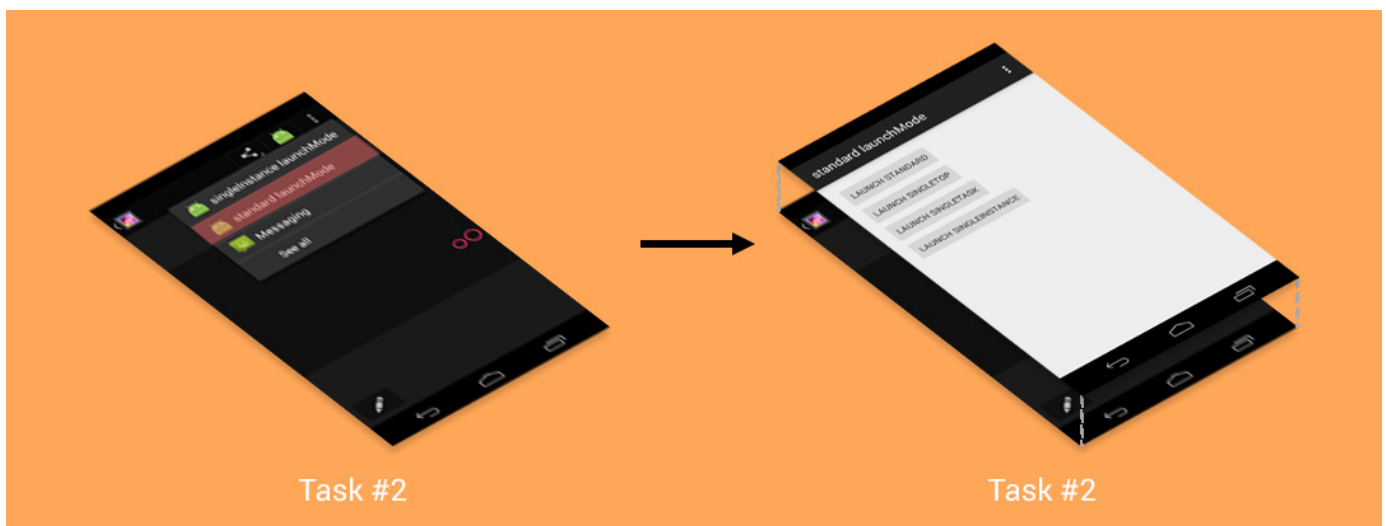 singleInstance launchMode
standard launchMode
Messaging
See all
Task #2
standard launchMode
LAUNCH STANDARD
LAUNCH SINGLETOP
LAUNCH SINGLETASK
LAUNCH SINGLEINSTANCE
Task #2